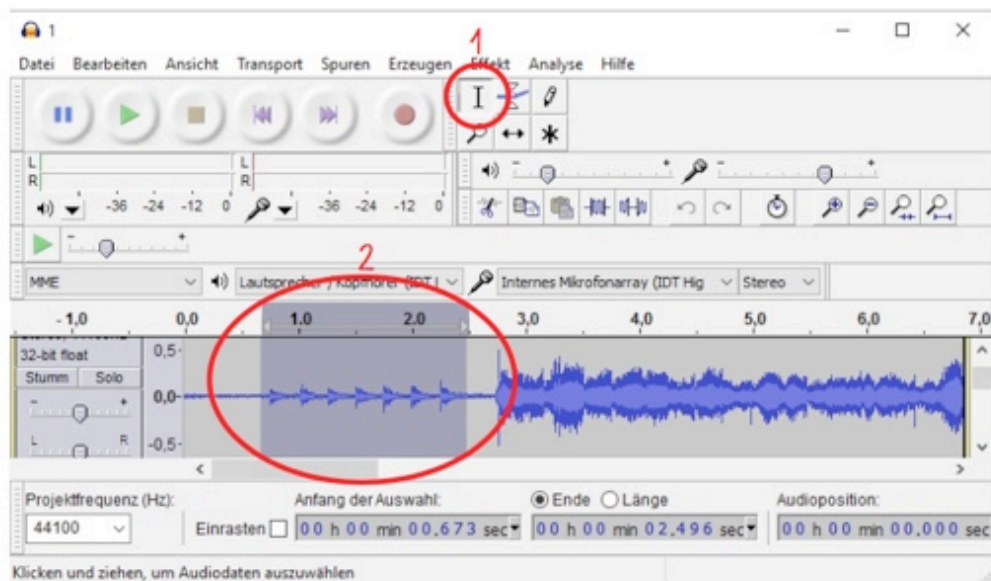 1
1
Datei Bearbeiten Ansicht Transport Spuren Erzeugen Effekt Analyse Hilfe
L
R
L
R
-36 -24 -12 0
-36 -24 -12 0
- +
- +
- +
2
MME
Lautsprecher / Kopfhörer (IDT
Internes Mikrofonarray (IDT Hig
Stereo
- 1,0 0,0 1,0 2,0 3,0 4,0 5,0 6,0 7,0
32-bit float
Stumm Solo
- +
L R
0,5-
0,0-
-0,5-
Projektfrequenz (Hz): Anfang der Auswahl: Ende Länge Audioposition:
44100 Einrasten 00 h 00 min 00.673 sec 00 h 00 min 02.496 sec 00 h 00 min 00.000 sec
Klicken und ziehen, um Audiodaten auszuwählen